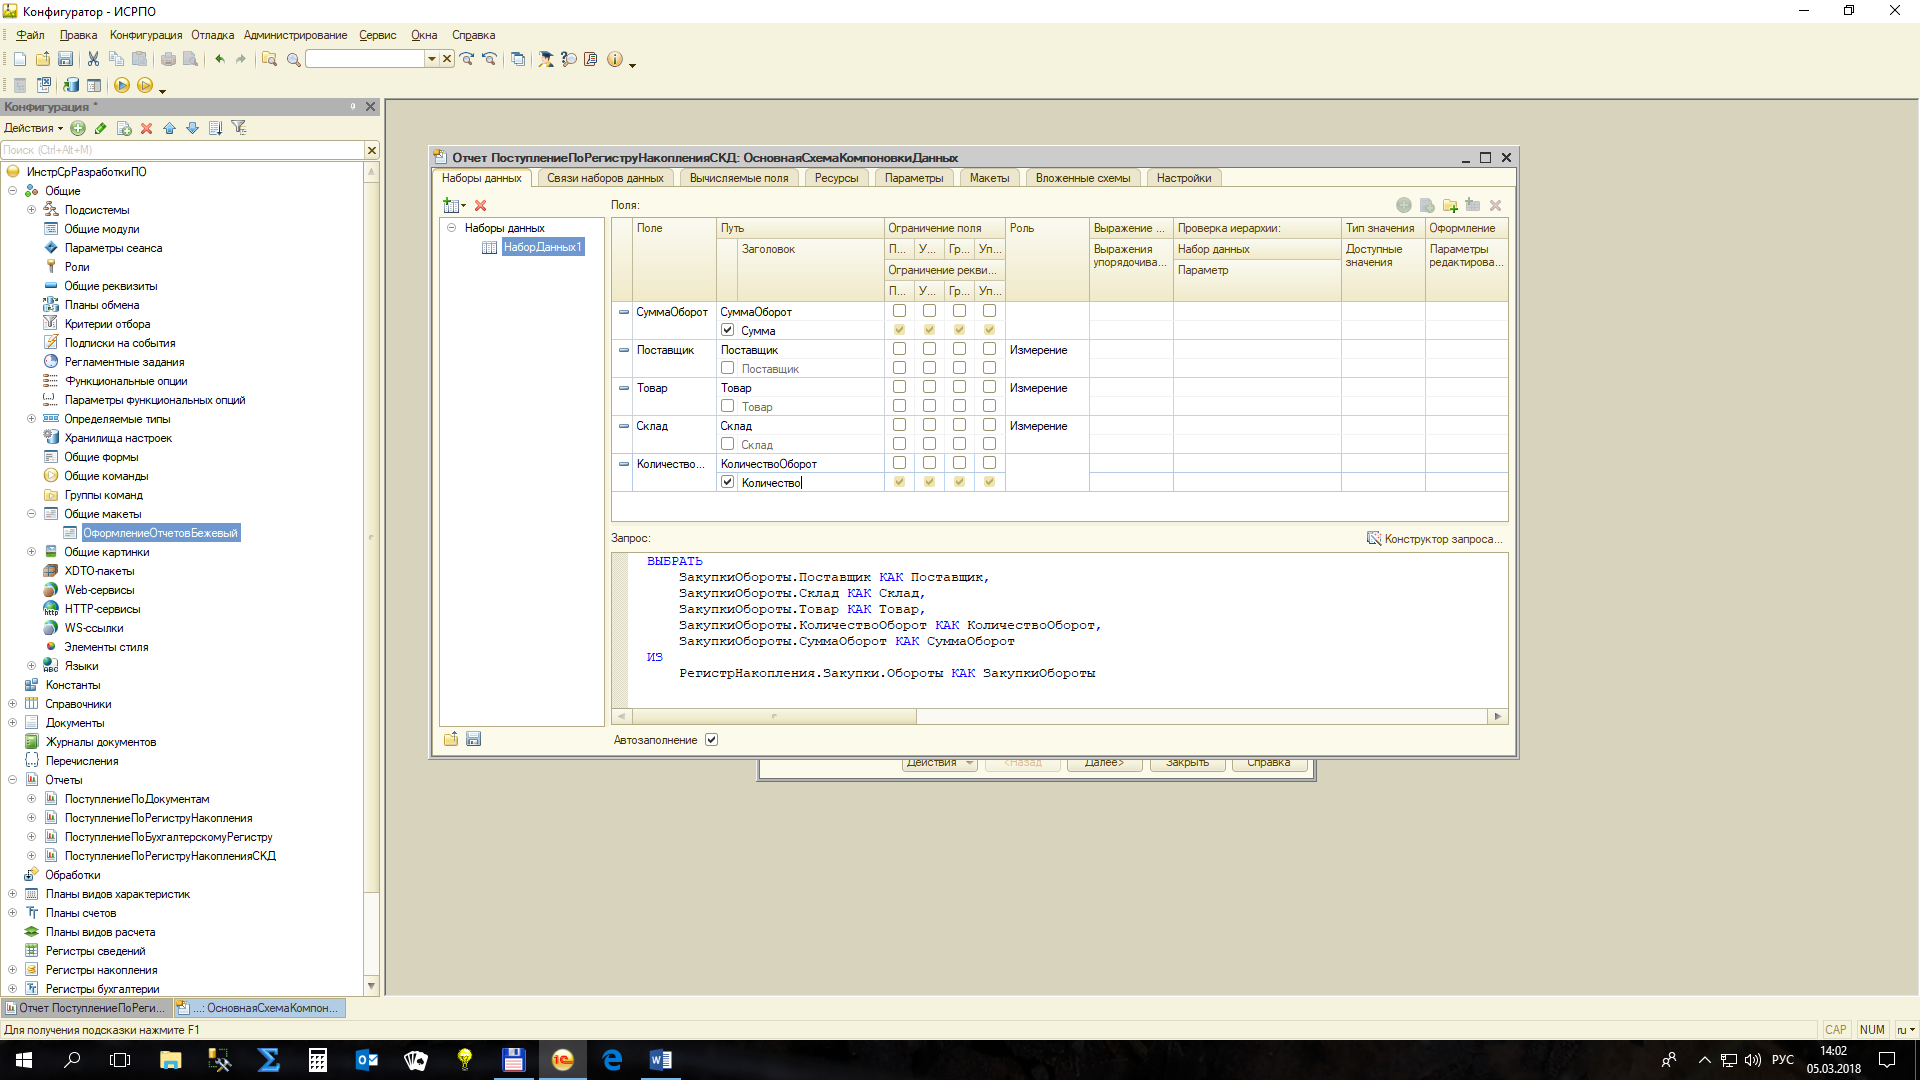 Конфигуратор - ИСРПО
Файл Правка Конфигурация Отладка Администрирование Сервис Окна Справка
Конфигурация *
Действия
Поиск (Ctrl+Alt+M)
ИнстрСрРазработкиПО
Общие
Подсистемы
Общие модули
Параметры сеанса
Роли
Общие реквизиты
Планы обмена
Критерии отбора
Подписки на события
Регламентные задания
Функциональные опции
Параметры функциональных опций
Определяемые типы
Хранилища настроек
Общие формы
Общие команды
Группы команд
Общие макеты
ОформлениеОтчетовБежевый
Общие картинки
XDTO-пакеты
Web-сервисы
HTTP-сервисы
WS-ссылки
Элементы стиля
Языки
Константы
Справочники
Документы
Журналы документов
Перечисления
Отчеты
ПоступлениеПоДокументам
ПоступлениеПоРегиструНакопления
ПоступлениеПоБухгалтерскомуРегистру
ПоступлениеПоРегиструНакопленияСКД
Обработки
Планы видов характеристик
Планы счетов
Планы видов расчета
Регистры сведений
Регистры накопления
Регистры бухгалтерии
Отчет ПоступлениеПоРегиструНакопленияСКД: ОсновнаяСхемаКомпоновкиДанных
Наборы данных Связи наборов данных Вычисляемые поля Ресурсы Параметры Макеты Вложенные схемы Настройки
Наборы данных
НаборДанных1
Поля:
Поле Путь Ограничение поля Роль Выражение ... Проверка иерархии: Тип значения Оформление
Заголовок П... У... Гр... Уп... Выражения упорядочива... Набор данных Доступные значения Параметры редактирова...
Ограничение рекви... Параметр
П... У... Гр... Уп...
СуммаОборот СуммаОборот
Сумма
Поставщик Поставщик Измерение
Поставщик
Товар Товар Измерение
Товар
Склад Склад Измерение
Склад
Количество... КоличествоОборот
Количество
Запрос: Конструктор запроса...
ВЫБРАТЬ
ЗакупкиОбороты.Поставщик КАК Поставщик,
ЗакупкиОбороты.Склад КАК Склад,
ЗакупкиОбороты.Товар КАК Товар,
ЗакупкиОбороты.КоличествоОборот КАК КоличествоОборот,
ЗакупкиОбороты.СуммаОборот КАК СуммаОборот
ИЗ
РегистрНакопления.Закупки.Обороты КАК ЗакупкиОбороты
Автозаполнение
Действия <Назад Далее> Закрыть Справка
Отчет ПоступлениеПоРеги... ...: ОсновнаяСхемаКомпон...
Для получения подсказки нажмите F1 CAP NUM ru
РУС 14:02
05.03.2018